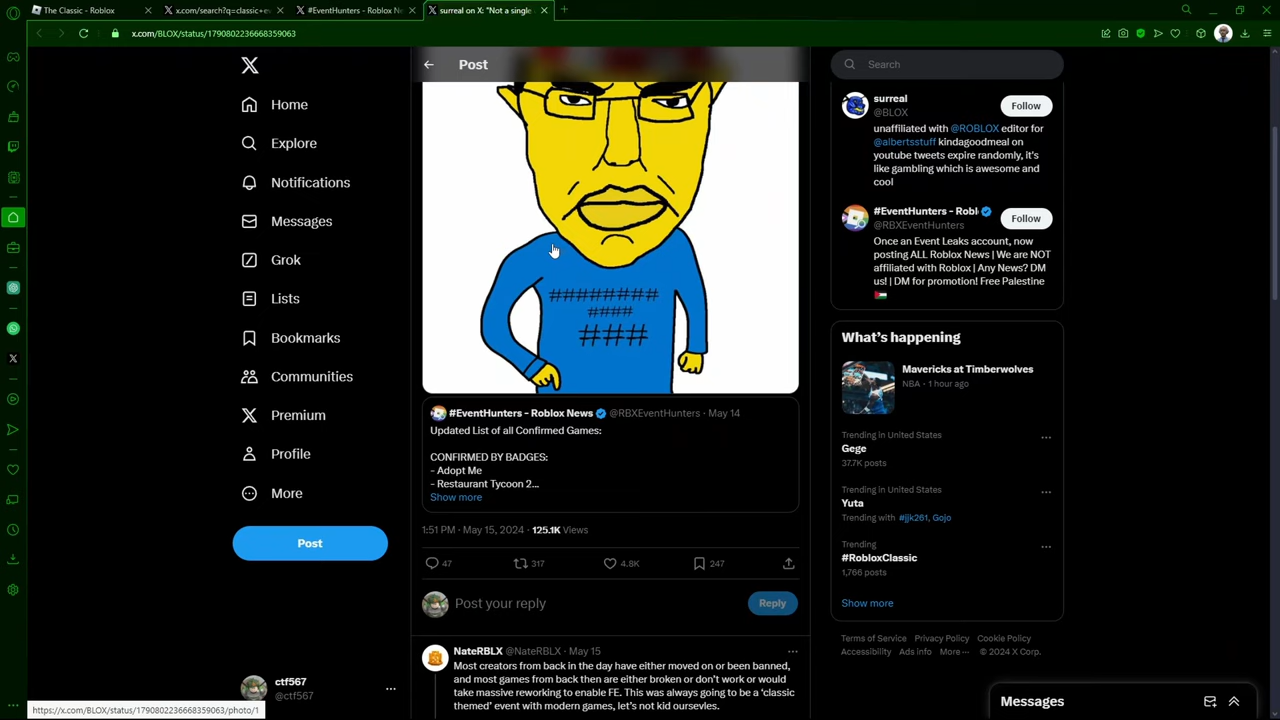 The Classic - Roblox
x.com/search?q=classic+e
#EventHunters - Roblox N
surreal on X: "Not a single
x.com/BLOX/status/1790802236668359063
Post
Search
Home
Explore
Notifications
Messages
Grok
Lists
Bookmarks
Communities
Premium
Profile
More
Post
ctf567
@ctf567
https://x.com/BLOX/status/1790802236668359063/photo/1
########
####
###
#EventHunters - Roblox News @RBXEventHunters · May 14
Updated List of all Confirmed Games:
CONFIRMED BY BADGES:
- Adopt Me
- Restaurant Tycoon 2...
Show more
1:51 PM · May 15, 2024 · 125.1K Views
47 317 4.8K 247
Post your reply
Reply
NateRBLX @NateRBLX · May 15
Most creators from back in the day have either moved on or been banned,
and most games from back then are either broken or don't work or would
take massive reworking to enable FE. This was always going to be a 'classic
themed' event with modern games, let's not kid oursevles.
surreal
@BLOX
Follow
unaffiliated with @ROBLOX editor for
@albertsstuff kindagoodmeal on
youtube tweets expire randomly, it's
like gambling which is awesome and
cool
#EventHunters - Robl
@RBXEventHunters
Follow
Once an Event Leaks account, now
posting ALL Roblox News | We are NOT
affiliated with Roblox | Any News? DM
us! | DM for promotion! Free Palestine
What's happening
Mavericks at Timberwolves
NBA · 1 hour ago
Trending in United States
Gege
37.7K posts
Trending in United States
Yuta
Trending with #jjk261, Gojo
Trending
#RobloxClassic
1,766 posts
Show more
Terms of Service Privacy Policy Cookie Policy
Accessibility Ads info More ··· © 2024 X Corp.
Messages